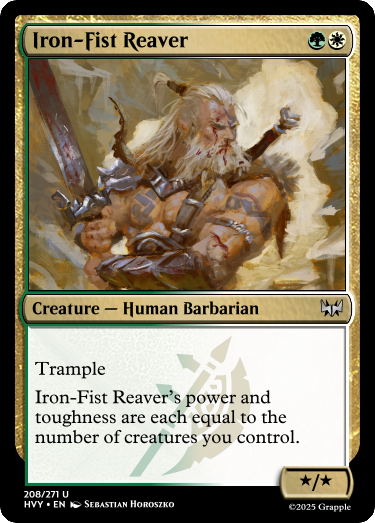 Iron-Fist Reaver
Creature — Human Barbarian
Trample
Iron-Fist Reaver's power and
toughness are each equal to the
number of creatures you control.
★/★
208/271 U
HVY • EN Sebastian Horoszko
©2025 Grapple